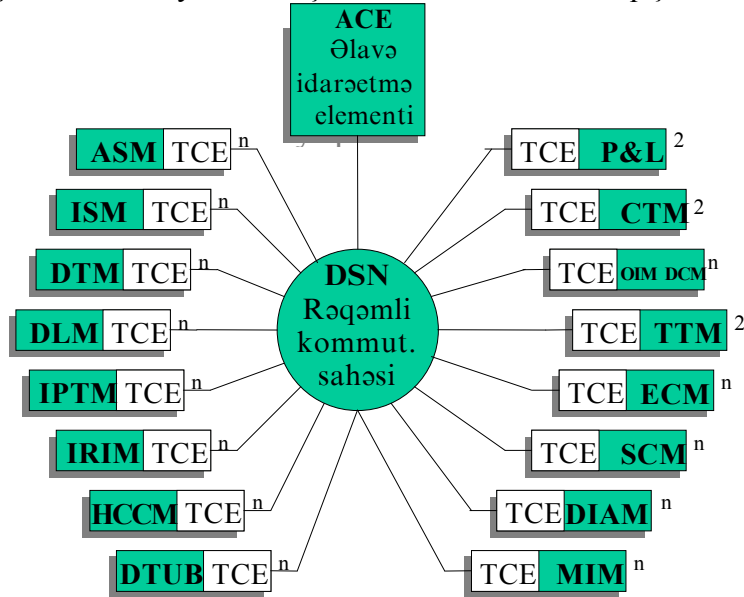 ACE
Əlavə
idarəetmə
elementi
ASM TCE n
ISM TCE n
DTM TCE n
DLM TCE n
IPTM TCE n
IRIM TCE n
HCCM TCE n
DTUB TCE n
DSN
Rəqəmli
kommut.
sahəsi
TCE P&L 2
TCE CTM 2
TCE OIM DCM n
TCE TTM 2
TCE ECM n
TCE SCM n
TCE DIAM n
TCE MIM n